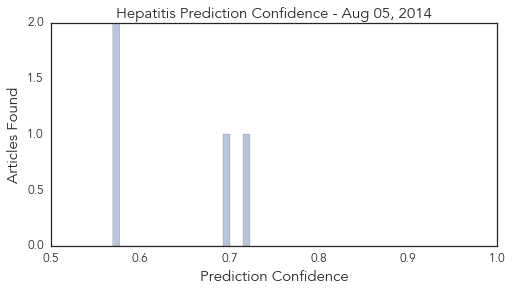 Hepatitis Prediction Confidence - Aug 05, 2014
2.0
1.5
1.0
0.5
0.0
Articles Found
0.5 0.6 0.7 0.8 0.9 1.0
Prediction Confidence